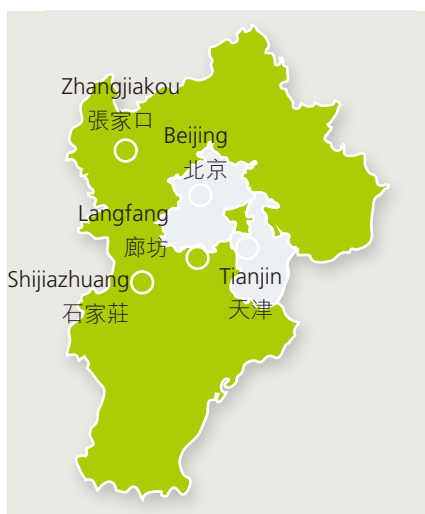 Zhangjiakou
張家口
Beijing
北京
Langfang
廊坊
Tianjin
天津
Shijiazhuang
石家莊